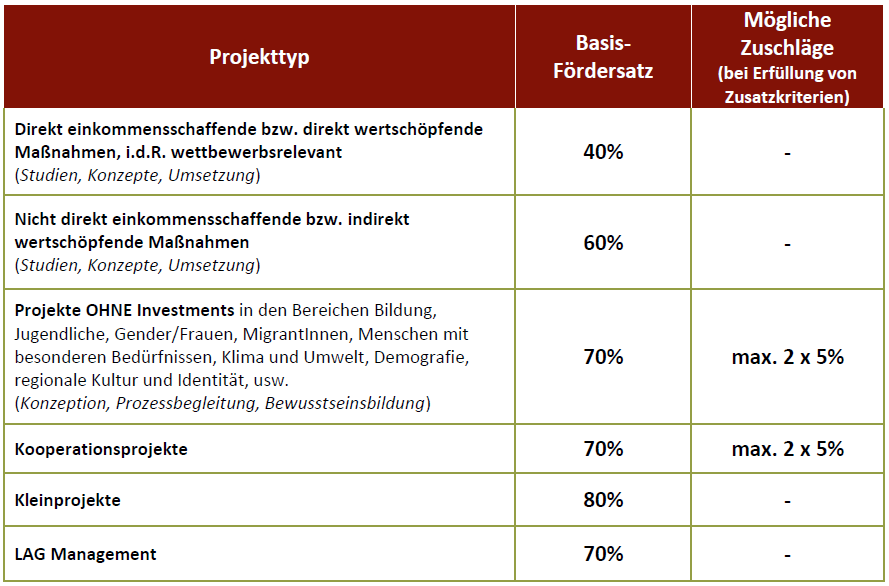 Projekttyp
Basis-
Fördersatz
Mögliche
Zuschläge
(bei Erfüllung von
Zusatzkriterien)
Direkt einkommensschaffende bzw. direkt wertschöpfende
Maßnahmen, i.d.R. wettbewerbsrelevant
(Studien, Konzepte, Umsetzung)
40%
-
Nicht direkt einkommensschaffende bzw. indirekt
wertschöpfende Maßnahmen
(Studien, Konzepte, Umsetzung)
60%
-
Projekte OHNE Investments in den Bereichen Bildung,
Jugendliche, Gender/Frauen, MigrantInnen, Menschen mit
besonderen Bedürfnissen, Klima und Umwelt, Demografie,
regionale Kultur und Identität, usw.
(Konzeption, Prozessbegleitung, Bewusstseinsbildung)
70%
max. 2 x 5%
Kooperationsprojekte
70%
max. 2 x 5%
Kleinprojekte
80%
-
LAG Management
70%
-